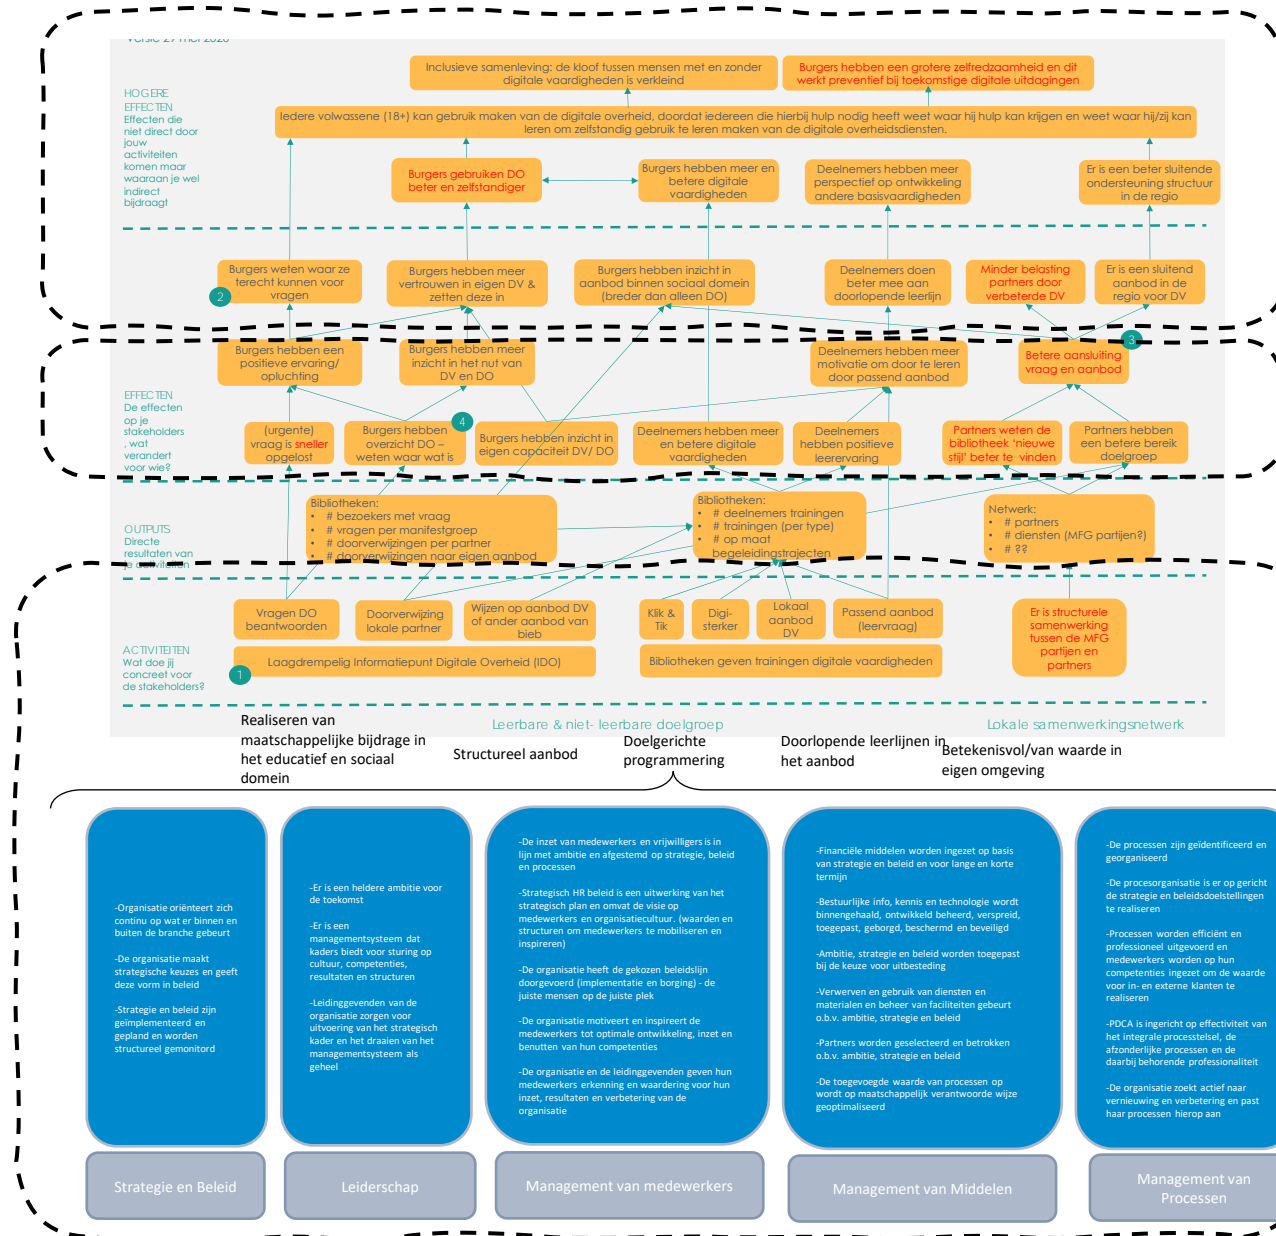 Versie 29 mei 2020
HOGERE
EFFECTEN
Effecten die
niet direct door
jouw
activiteiten
komen maar
waaraan je wel
indirect
bijdraagt
Inclusieve samenleving: de kloof tussen mensen met en zonder
digitale vaardigheden is verkleind
Burgers hebben een grotere zelfredzaamheid en dit
werkt preventief bij toekomstige digitale uitdagingen
Iedere volwassene (18+) kan gebruik maken van de digitale overheid, doordat iedereen die hierbij hulp nodig heeft weet waar hij hulp kan krijgen en weet waar hij/zij kan
leren om zelfstandig gebruik te leren maken van de digitale overheidsdiensten.
Burgers gebruiken DO
beter en zelfstandiger
Burgers hebben meer en
betere digitale
vaardigheden
Deelnemers hebben meer
perspectief op ontwikkeling
andere basisvaardigheden
Er is een beter sluitende
ondersteuning structuur
in de regio
Burgers weten waar ze
terecht kunnen voor
vragen
2
Burgers hebben meer
vertrouwen in eigen DV &
zetten deze in
Burgers hebben inzicht in
aanbod binnen sociaal domein
(breder dan alleen DO)
Deelnemers doen
beter mee aan
doorlopende leerlijn
Minder belasting
partners door
verbeterde DV
Er is een sluitend
aanbod in de
regio voor DV
EFFECTEN
De effecten
op je
stakeholders
, wat
verandert
voor wie?
Burgers hebben een
positieve ervaring/
opluchting
Burgers hebben meer
inzicht in het nut van
DV en DO
Deelnemers hebben meer
motivatie om door te leren
door passend aanbod
Betere aansluiting
vraag en aanbod
3
(urgente)
vraag is sneller
opgelost
Burgers hebben
overzicht DO –
weten waar wat is
4
Burgers hebben inzicht in
eigen capaciteit DV/ DO
Deelnemers hebben meer
en betere digitale
vaardigheden
Deelnemers
hebben positieve
leerervaring
Partners weten de
bibliotheek 'nieuwe
stijl' beter te vinden
Partners hebben
een betere bereik
doelgroep
OUTPUTS
Directe
resultaten van
je activiteiten
Bibliotheken:
• # bezoekers met vraag
• # vragen per manifestgroep
• # doorverwijzingen per partner
• # doorverwijzingen naar eigen aanbod
Bibliotheken:
• # deelnemers trainingen
• # trainingen (per type)
• # op maat
begeleidingstrajecten
Netwerk:
• # partners
• # diensten (MFG partijen?)
• # ??
ACTIVITEITEN
Wat doe jij
concreet voor
de stakeholders?
Vragen DO
beantwoorden
Doorverwijzing
lokale partner
Wijzen op aanbod DV
of ander aanbod van
bieb
Klik &
Tik
Digi-
sterker
Lokaal
aanbod
DV
Passend aanbod
(leervraag)
Er is structurele
samenwerking
tussen de MFG
partijen en
partners
Laagdrempelig Informatiepunt Digitale Overheid (IDO)
1
Bibliotheken geven trainingen digitale vaardigheden
Leerbare & niet- leerbare doelgroep
Lokale samenwerkingsnetwerk
Realiseren van
maatschappelijke bijdrage in
het educatief en sociaal
domein
Structureel aanbod
Doelgerichte
programmering
Doorlopende leerlijnen in
het aanbod
Betekenisvol/van waarde in
eigen omgeving
-Organisatie oriënteert zich
continu op wat er binnen en
buiten de branche gebeurt
-De organisatie maakt
strategische keuzes en geeft
deze vorm in beleid
-Strategie en beleid zijn
geïmplementeerd en
gepland en worden
structureel gemonitord
-Er is een heldere ambitie voor
de toekomst
-Er is een
managementsysteem dat
kaders biedt voor sturing op
cultuur, competenties,
resultaten en structuren
-Leidinggevenden van de
organisatie zorgen voor
uitvoering van het strategisch
kader en het draaien van het
managementsysteem als
geheel
-De inzet van medewerkers en vrijwilligers is in
lijn met ambitie en afgestemd op strategie, beleid
en processen
-Strategisch HR beleid is een uitwerking van het
strategisch plan en omvat de visie op
medewerkers en organisatiecultuur. (waarden en
structuren om medewerkers te mobiliseren en
inspireren)
-De organisatie heeft de gekozen beleidslijn
doorgevoerd (implementatie en borging) - de
juiste mensen op de juiste plek
-De organisatie motiveert en inspireert de
medewerkers tot optimale ontwikkeling, inzet en
benutten van hun competenties
-De organisatie en de leidinggevenden geven hun
medewerkers erkenning en waardering voor hun
inzet, resultaten en verbetering van de
organisatie
-Financiële middelen worden ingezet op basis
van strategie en beleid en voor lange en korte
termijn
-Bestuurlijke info, kennis en technologie wordt
binnengehaald, ontwikkeld beheerd, verspreid,
toegepast, geborgd, beschermd en beveiligd
-Ambitie, strategie en beleid worden toegepast
bij de keuze voor uitbesteding
-Verwerven en gebruik van diensten en
materialen en beheer van faciliteiten gebeurt
o.b.v. ambitie, strategie en beleid
-Partners worden geselecteerd en betrokken
o.b.v. ambitie, strategie en beleid
-De toegevoegde waarde van processen op
wordt op maatschappelijk verantwoorde wijze
geoptimaliseerd
-De processen zijn geïdentificeerd en
georganiseerd
-De procesorganisatie is er op gericht
de strategie en beleidsdoelstellingen
te realiseren
-Processen worden efficiënt en
professioneel uitgevoerd en
medewerkers worden op hun
competenties ingezet om de waarde
voor in- en externe klanten te
realiseren
-PDCA is ingericht op effectiviteit van
het integrale processtelsel, de
afzonderlijke processen en de
daarbij behorende professionaliteit
-De organisatie zoekt actief naar
vernieuwing en verbetering en past
haar processen hierop aan
Strategie en Beleid
Leiderschap
Management van medewerkers
Management van Middelen
Management van
Processen